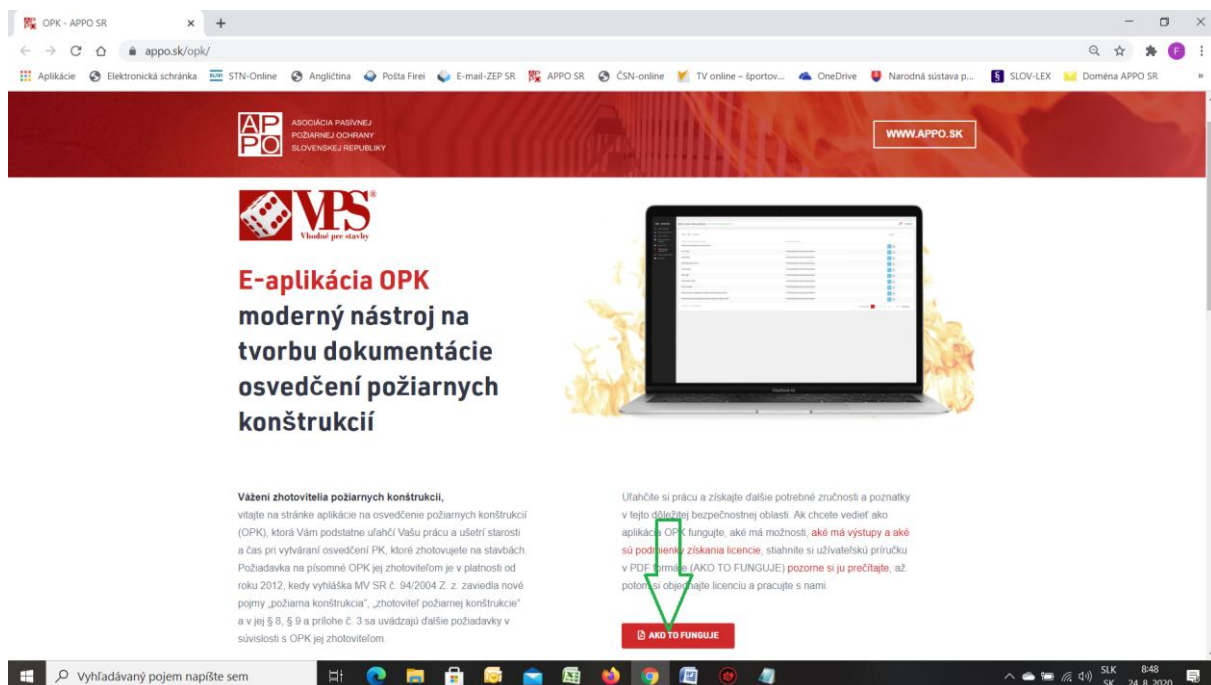 OPK - APPO SR
appo.sk/opk/
Aplikácie Elektronická schránka STN-Online Angličtina Pošta Firei E-mail-ZEP SR APPO SR ČSN-online TV online – športov... OneDrive Narodná sústava p... SLOV-LEX Doména APPO SR »
AP
PO
ASOCIÁCIA PASÍVNEJ
POŽIARNEJ OCHRANY
SLOVENSKEJ REPUBLIKY
WWW.APPO.SK
VPS®
Vhodné pre stavby
E-aplikácia OPK
moderný nástroj na
tvorbu dokumentácie
osvedčení požiarnych
konštrukcií
Vážení zhotovitelia požiarnych konštrukcií,
vitajte na stránke aplikácie na osvedčenie požiarnych konštrukcií
(OPK), ktorá Vám podstatne uľahčí Vašu prácu a ušetrí starosti
a čas pri vytváraní osvedčení PK, ktoré zhotovujete na stavbách.
Požiadavka na písomné OPK jej zhotoviteľom je v platnosti od
roku 2012, kedy vyhláška MV SR č. 94/2004 Z. z. zaviedla nové
pojmy „požiarna konštrukcia", „zhotoviteľ požiarnej konštrukcie"
a v jej § 8, § 9 a prílohe č. 3 sa uvádzajú ďalšie požiadavky v
súvislosti s OPK jej zhotoviteľom.
Uľahčite si prácu a získajte ďalšie potrebné zručnosti a poznatky
v tejto dôležitej bezpečnostnej oblasti. Ak chcete vedieť ako
aplikácia OPK fungujte, aké má možnosti, aké má výstupy a aké
sú podmienky získania licencie, stiahnite si užívateľskú príručku
v PDF formáte (AKO TO FUNGUJE) pozorne si ju prečítajte, až
potom si objednajte licenciu a pracujte s nami.
AKO TO FUNGUJE
Vyhľadávaný pojem napíšte sem
SLK 8:48
SK 24. 8. 2020